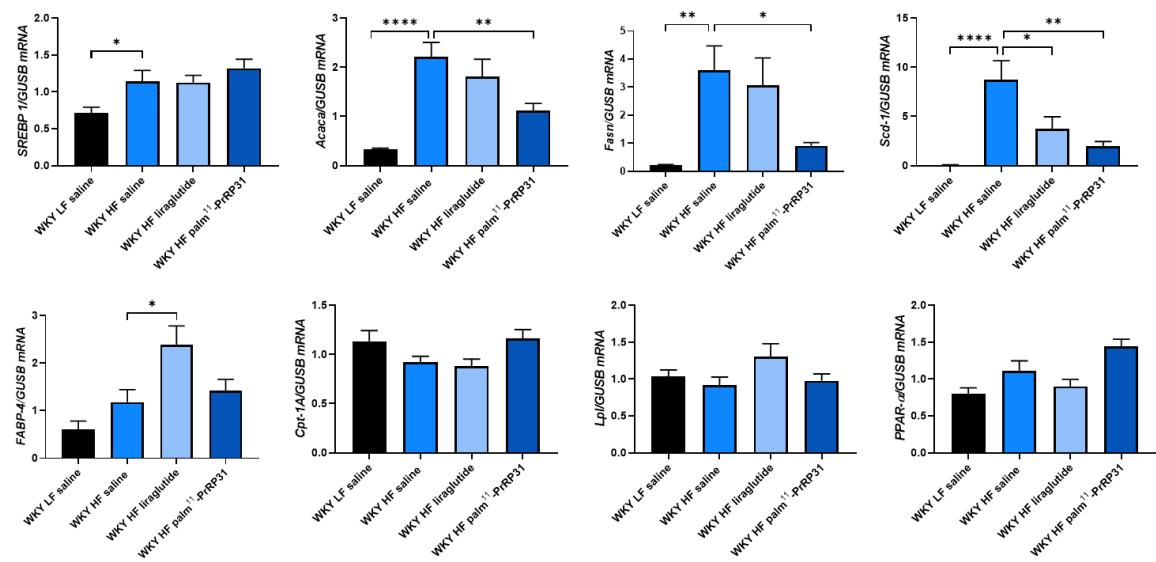 SREBP 1/GUSB mRNA
2.0
1.5
1.0
0.5
0.0
*
WKY LF saline
WKY HF saline
WKY HF liraglutide
WKY HF palm¹¹-PrRP31
Acaca/GUSB mRNA
3
2
1
0
****
**
WKY LF saline
WKY HF saline
WKY HF liraglutide
WKY HF palm¹¹-PrRP31
Fasn/GUSB mRNA
5
4
3
2
1
0
**
*
WKY LF saline
WKY HF saline
WKY HF liraglutide
WKY HF palm¹¹-PrRP31
Scd-1/GUSB mRNA
15
10
5
0
**
****
*
WKY LF saline
WKY HF saline
WKY HF liraglutide
WKY HF palm¹¹-PrRP31
FABP-4/GUSB mRNA
3
2
1
0
*
WKY LF saline
WKY HF saline
WKY HF liraglutide
WKY HF palm¹¹-PrRP31
Cpt-1A/GUSB mRNA
1.5
1.0
0.5
0.0
WKY LF saline
WKY HF saline
WKY HF liraglutide
WKY HF palm¹¹-PrRP31
Lpl/GUSB mRNA
2.0
1.5
1.0
0.5
0.0
WKY LF saline
WKY HF saline
WKY HF liraglutide
WKY HF palm¹¹-PrRP31
PPAR-α/GUSB mRNA
2.0
1.5
1.0
0.5
0.0
WKY LF saline
WKY HF saline
WKY HF liraglutide
WKY HF palm¹¹-PrRP31